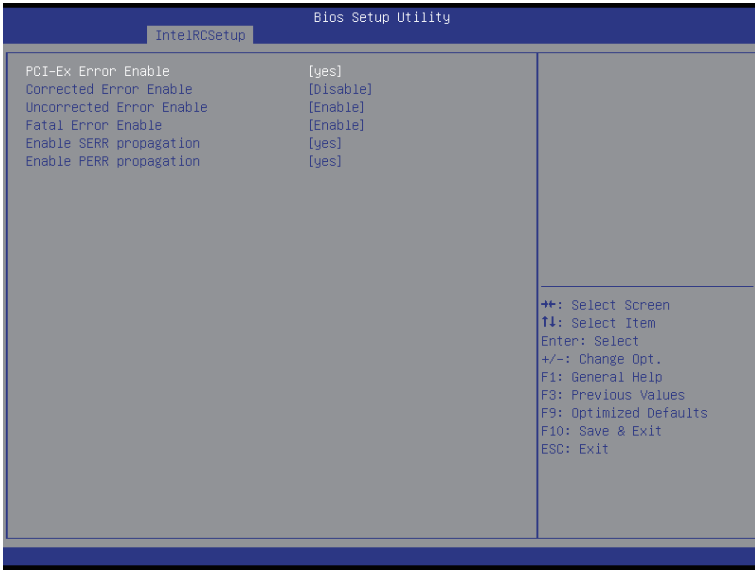 Bios Setup Utility
IntelRCSetup
PCI-Ex Error Enable [yes]
Corrected Error Enable [Disable]
Uncorrected Error Enable [Enable]
Fatal Error Enable [Enable]
Enable SERR propagation [yes]
Enable PERR propagation [yes]
→←: Select Screen
↑↓: Select Item
Enter: Select
+/-: Change Opt.
F1: General Help
F3: Previous Values
F9: Optimized Defaults
F10: Save & Exit
ESC: Exit